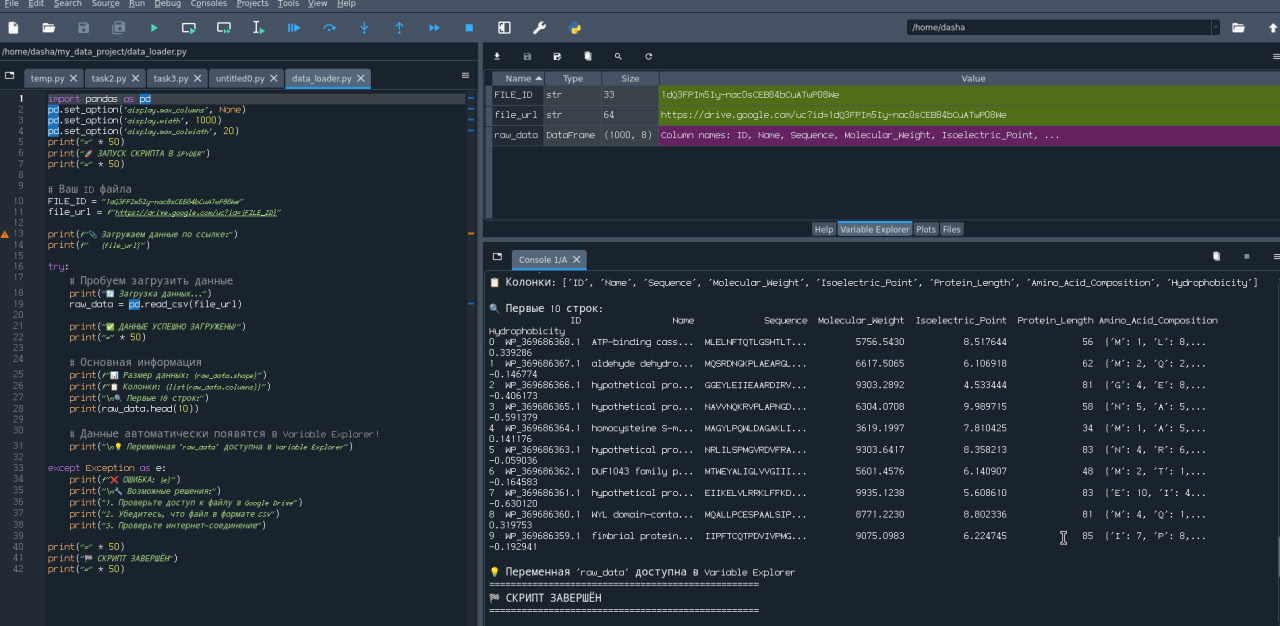 File Edit Search Source Run Debug Consoles Projects Tools View Help
/home/dasha
/home/dasha/my_data_project/data_loader.py
temp.py
task2.py
task3.py
untitled0.py
data_loader.py
1 import pandas as pd
2 pd.set_option('display.max_columns', None)
3 pd.set_option('display.width', 1000)
4 pd.set_option('display.max_colwidth', 20)
5 print("=" * 50)
6 print("🚀 ЗАПУСК СКРИПТА В SPYDER")
7 print("=" * 50)
8
9 # Ваш ID файла
10 FILE_ID = "1dQ3FPIm5Iy-nac0sCEB84bCuATwP08We"
11 file_url = f"https://drive.google.com/uc?id={FILE_ID}"
12
13 print(f"📎 Загружаем данные по ссылке:")
14 print(f"   {file_url}")
15
16 try:
17     # Пробуем загрузить данные
18     print("🔄 Загрузка данных...")
19     raw_data = pd.read_csv(file_url)
20
21     print("✅ ДАННЫЕ УСПЕШНО ЗАГРУЖЕНЫ!")
22     print("=" * 50)
23
24     # Основная информация
25     print(f"📊 Размер данных: {raw_data.shape}")
26     print(f"📋 Колонки: {list(raw_data.columns)}")
27     print("\n🔍 Первые 10 строк:")
28     print(raw_data.head(10))
29
30     # Данные автоматически появятся в Variable Explorer!
31     print("\n💡 Переменная 'raw_data' доступна в Variable Explorer")
32
33 except Exception as e:
34     print(f"❌ ОШИБКА: {e}")
35     print("\n🔧 Возможные решения:")
36     print("1. Проверьте доступ к файлу в Google Drive")
37     print("2. Убедитесь, что файл в формате CSV")
38     print("3. Проверьте интернет-соединение")
39
40 print("=" * 50)
41 print("🏁 СКРИПТ ЗАВЕРШЁН")
42 print("=" * 50)
Name Type Size Value
FILE_ID str 33 1dQ3FPIm5Iy-nac0sCEB84bCuATwP08We
file_url str 64 https://drive.google.com/uc?id=1dQ3FPIm5Iy-nac0sCEB84bCuATwP08We
raw_data DataFrame (1000, 8) Column names: ID, Name, Sequence, Molecular_Weight, Isoelectric_Point, ...
Help Variable Explorer Plots Files
Console 1/A
📋 Колонки: ['ID', 'Name', 'Sequence', 'Molecular_Weight', 'Isoelectric_Point', 'Protein_Length', 'Amino_Acid_Composition', 'Hydrophobicity']
🔍 Первые 10 строк:
ID Name Sequence Molecular_Weight Isoelectric_Point Protein_Length Amino_Acid_Composition
Hydrophobicity
0 WP_369686368.1 ATP-binding cass... MLELNFTQTLGSHTLT... 5756.5430 8.517644 56 {'M': 1, 'L': 8,...
0.339286
1 WP_369686367.1 aldehyde dehydro... MQSRDNGKPLAEARGL... 6617.5065 6.106918 62 {'M': 2, 'Q': 2,...
-0.146774
2 WP_369686366.1 hypothetical pro... GGEYLEIIEAARDIRV... 9303.2892 4.533444 81 {'G': 4, 'E': 8,...
-0.406173
3 WP_369686365.1 hypothetical pro... NAVVNQKRVPLAPNGD... 6304.0708 9.989715 58 {'N': 5, 'A': 5,...
-0.591379
4 WP_369686364.1 homocysteine S-m... MAGYLPQWLDAGAKLI... 3619.1997 7.810425 34 {'M': 1, 'A': 5,...
0.141176
5 WP_369686363.1 hypothetical pro... NRLILSPMGVRDVFRA... 9303.6417 8.358213 83 {'N': 4, 'R': 6,...
-0.059036
6 WP_369686362.1 DUF1043 family p... MTWEYALIGLVVGIII... 5601.4576 6.140907 48 {'M': 2, 'T': 1,...
-0.164583
7 WP_369686361.1 hypothetical pro... EIIKELVLRRKLFFKD... 9935.1238 5.608610 83 {'E': 10, 'I': 4...
-0.630120
8 WP_369686360.1 WYL domain-conta... MQALLPCESPAALSIP... 8771.2230 8.802336 81 {'M': 4, 'Q': 1,...
0.319753
9 WP_369686359.1 fimbrial protein... IIPFTCQTPDVIVPMG... 9075.0983 6.224745 85 {'I': 7, 'P': 8,...
-0.192941
💡 Переменная 'raw_data' доступна в Variable Explorer
==================================================
🏁 СКРИПТ ЗАВЕРШЁН
==================================================